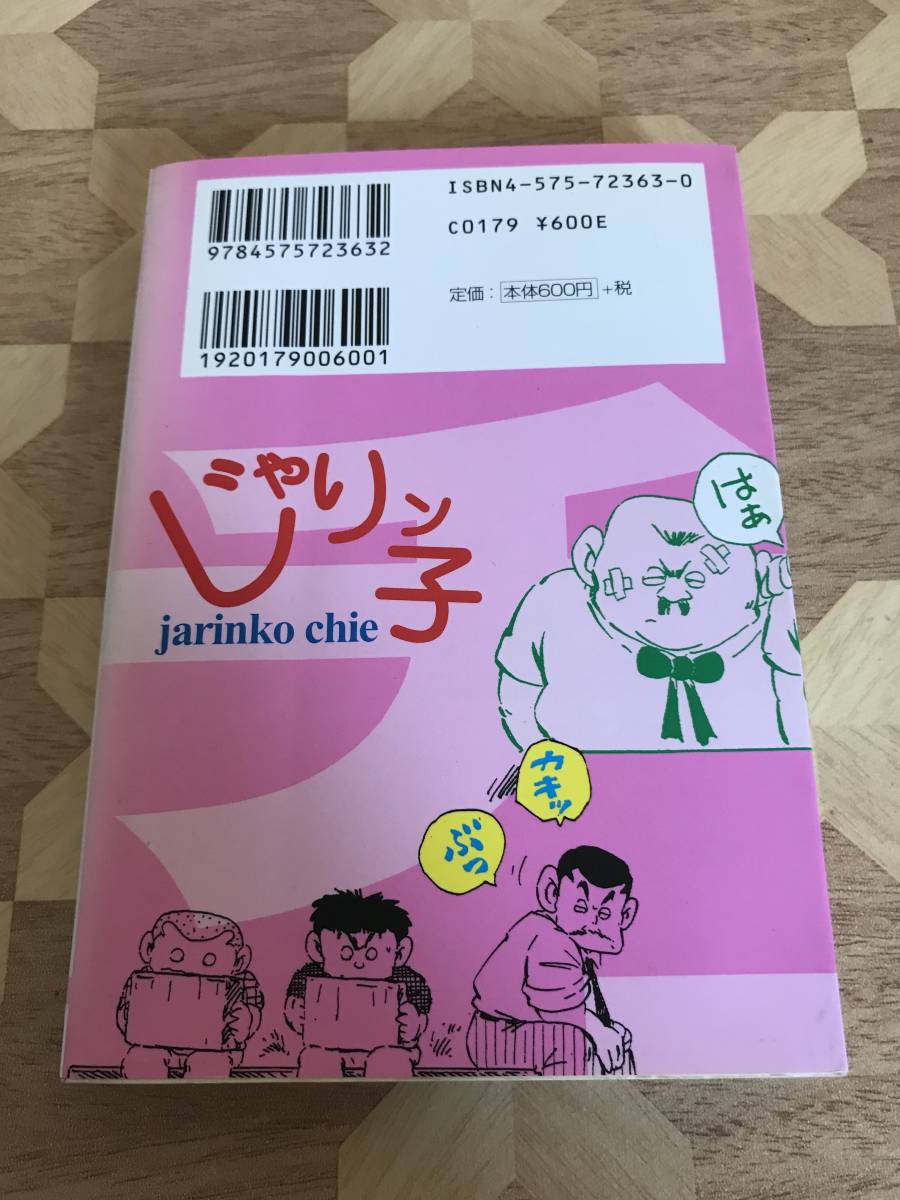 ISBN4-575-72363-0
C0179 ¥600E
9784575723632
定価：本体600円+税
1920179006001
じゃりン子
jarinko chie
はぁ
カキッ
ぶっ